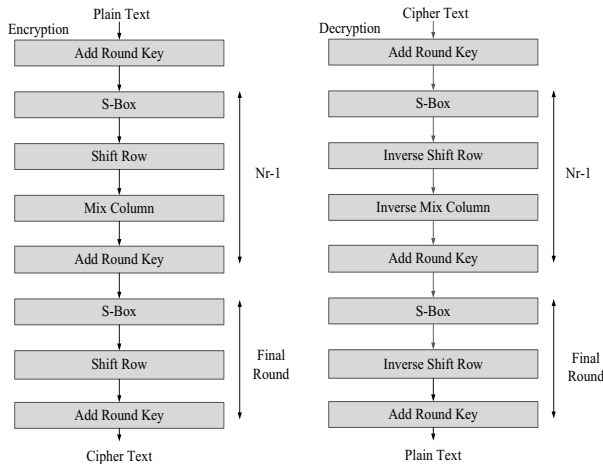 Plain Text
Encryption
Add Round Key
S-Box
Shift Row
Nr-1
Mix Column
Add Round Key
S-Box
Shift Row
Final
Round
Add Round Key
Cipher Text
Cipher Text
Decryption
Add Round Key
S-Box
Inverse Shift Row
Nr-1
Inverse Mix Column
Add Round Key
S-Box
Inverse Shift Row
Final
Round
Add Round Key
Plain Text